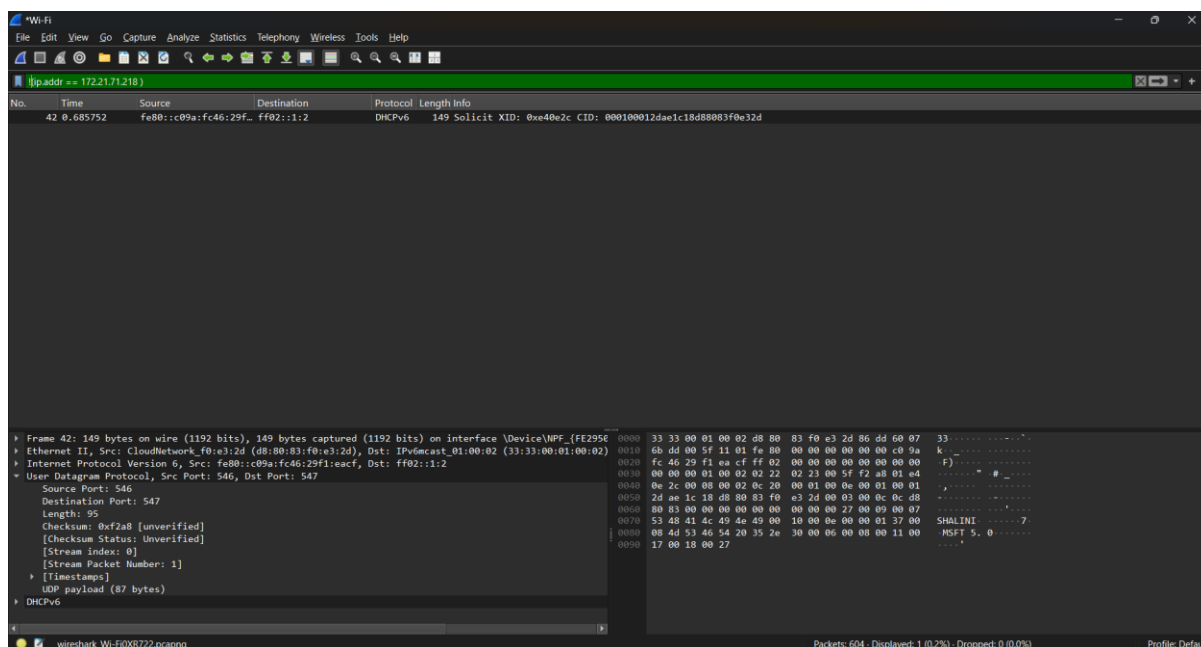 *Wi-Fi
File Edit View Go Capture Analyze Statistics Telephony Wireless Tools Help
!(ip.addr == 172.21.71.218 )
No. Time Source Destination Protocol Length Info
42 0.685752 fe80::c09a:fc46:29f… ff02::1:2 DHCPv6 149 Solicit XID: 0xe40e2c CID: 000100012dae1c18d88083f0e32d
Frame 42: 149 bytes on wire (1192 bits), 149 bytes captured (1192 bits) on interface \Device\NPF_{FE295
Ethernet II, Src: CloudNetwork_f0:e3:2d (d8:80:83:f0:e3:2d), Dst: IPv6mcast_01:00:02 (33:33:00:01:00:02)
Internet Protocol Version 6, Src: fe80::c09a:fc46:29f1:eacf, Dst: ff02::1:2
User Datagram Protocol, Src Port: 546, Dst Port: 547
Source Port: 546
Destination Port: 547
Length: 95
Checksum: 0xf2a8 [unverified]
[Checksum Status: Unverified]
[Stream index: 0]
[Stream Packet Number: 1]
[Timestamps]
UDP payload (87 bytes)
DHCPv6
0000 33 33 00 01 00 02 d8 80 83 f0 e3 2d 86 dd 60 07 33······ ···-··`·
0010 6b dd 00 5f 11 01 fe 80 00 00 00 00 00 00 c0 9a k··_···· ········
0020 fc 46 29 f1 ea cf ff 02 00 00 00 00 00 00 00 00 ·F)····· ········
0030 00 00 00 01 00 02 02 22 02 23 00 5f f2 a8 01 e4 ·······" ·#·_····
0040 0e 2c 00 08 00 02 0c 20 00 01 00 0e 00 01 00 01 ·,····· ········
0050 2d ae 1c 18 d8 80 83 f0 e3 2d 00 03 00 0c 0c d8 -······· ·-······
0060 80 83 00 00 00 00 00 00 00 00 00 27 00 09 00 07 ········ ···'····
0070 53 48 41 4c 49 4e 49 00 10 00 0e 00 00 01 37 00 SHALINI· ······7·
0080 08 4d 53 46 54 20 35 2e 30 00 06 00 08 00 11 00 ·MSFT 5. 0·······
0090 17 00 18 00 27 ····'
wireshark_Wi-Fi0XR722.pcapng Packets: 604 · Displayed: 1 (0.2%) · Dropped: 0 (0.0%) Profile: Defau